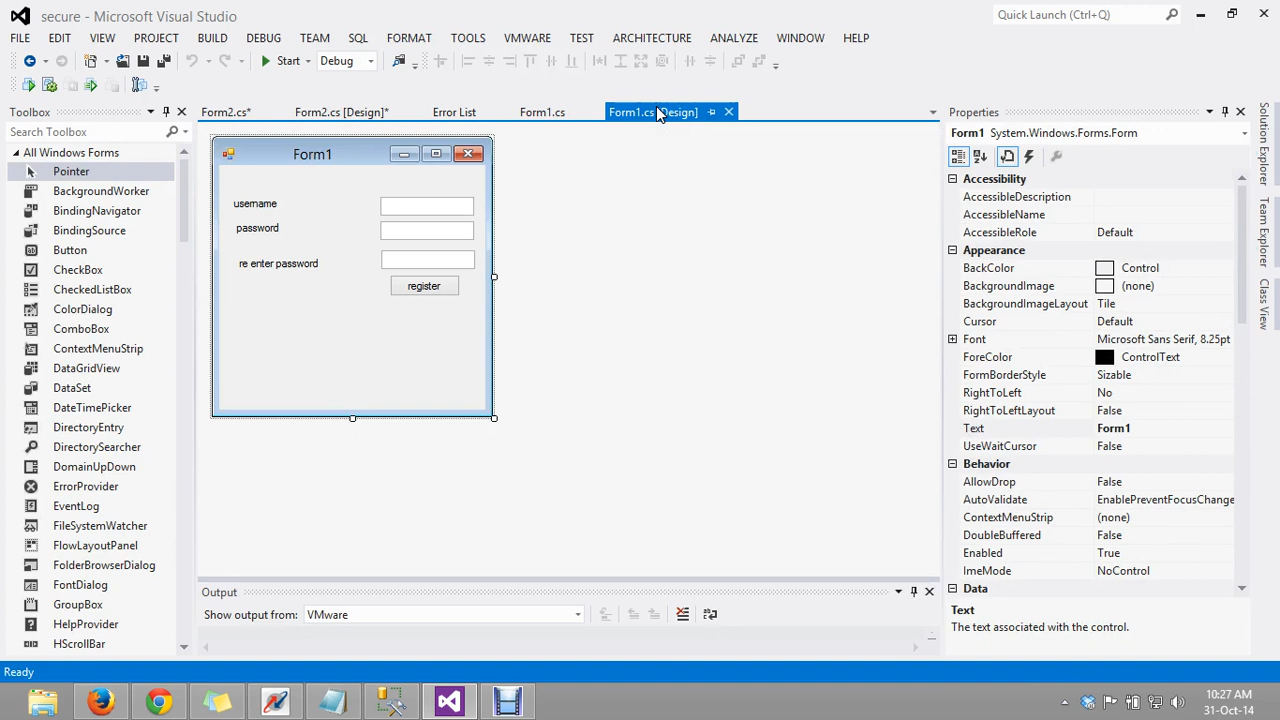 secure - Microsoft Visual Studio
Quick Launch (Ctrl+Q)
FILE EDIT VIEW PROJECT BUILD DEBUG TEAM SQL FORMAT TOOLS VMWARE TEST ARCHITECTURE ANALYZE WINDOW HELP
Start Debug
Toolbox
Form2.cs* Form2.cs [Design]* Error List Form1.cs Form1.cs [Design]
Properties
Search Toolbox
Form1 System.Windows.Forms.Form
All Windows Forms
Pointer
BackgroundWorker
BindingNavigator
BindingSource
Button
CheckBox
CheckedListBox
ColorDialog
ComboBox
ContextMenuStrip
DataGridView
DataSet
DateTimePicker
DirectoryEntry
DirectorySearcher
DomainUpDown
ErrorProvider
EventLog
FileSystemWatcher
FlowLayoutPanel
FolderBrowserDialog
FontDialog
GroupBox
HelpProvider
HScrollBar
Form1
username
password
re enter password
register
Accessibility
AccessibleDescription
AccessibleName
AccessibleRole Default
Appearance
BackColor Control
BackgroundImage (none)
BackgroundImageLayout Tile
Cursor Default
Font Microsoft Sans Serif, 8.25pt
ForeColor ControlText
FormBorderStyle Sizable
RightToLeft No
RightToLeftLayout False
Text Form1
UseWaitCursor False
Behavior
AllowDrop False
AutoValidate EnablePreventFocusChange
ContextMenuStrip (none)
DoubleBuffered False
Enabled True
ImeMode NoControl
Data
Text
The text associated with the control.
Solution Explorer
Team Explorer
Class View
Output
Show output from: VMware
Ready
10:27 AM
31-Oct-14